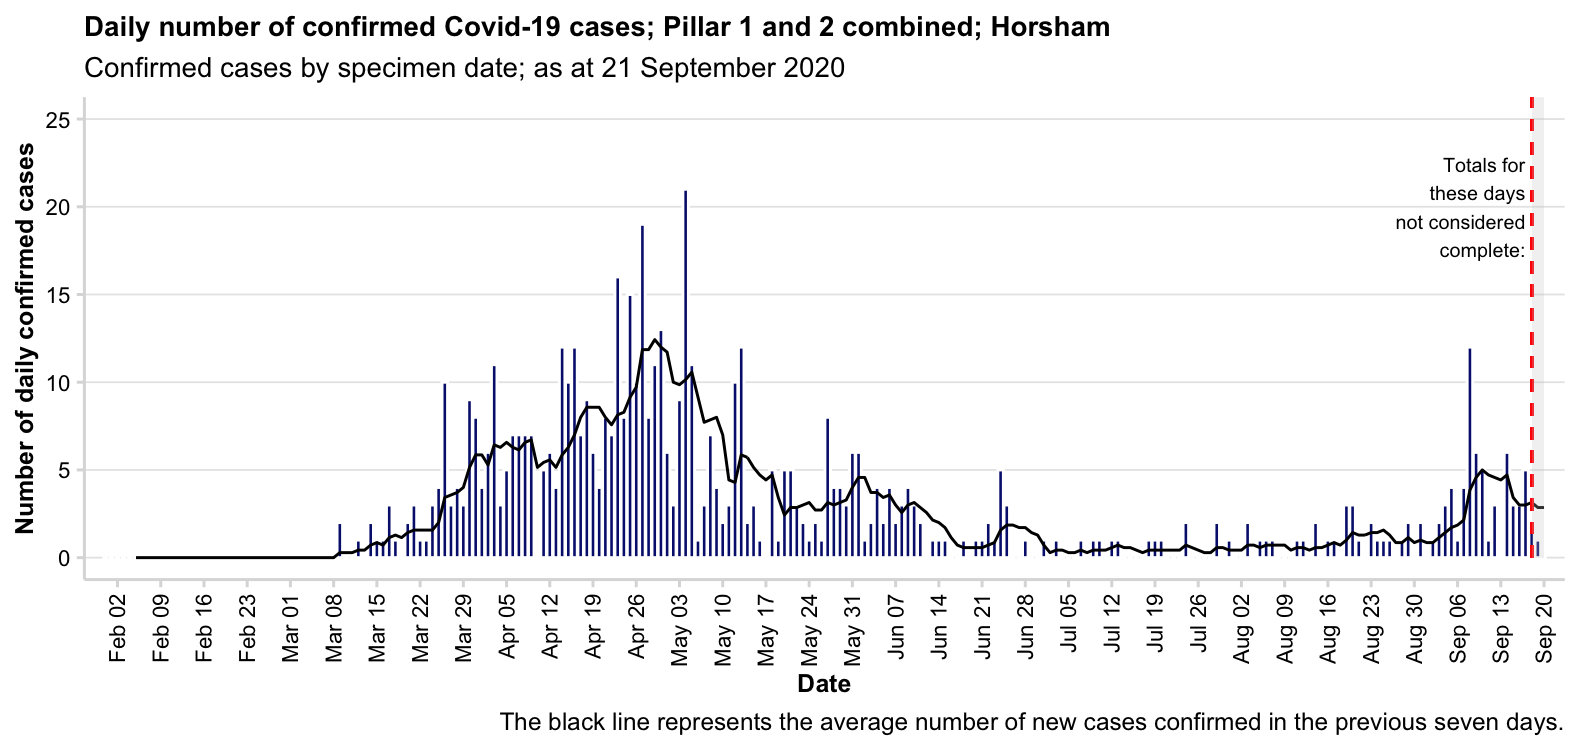 Daily number of confirmed Covid-19 cases; Pillar 1 and 2 combined; Horsham
Confirmed cases by specimen date; as at 21 September 2020
Number of daily confirmed cases
25
20
15
10
5
0
Totals for
these days
not considered
complete:
Feb 02
Feb 09
Feb 16
Feb 23
Mar 01
Mar 08
Mar 15
Mar 22
Mar 29
Apr 05
Apr 12
Apr 19
Apr 26
May 03
May 10
May 17
May 24
May 31
Jun 07
Jun 14
Jun 21
Jun 28
Jul 05
Jul 12
Jul 19
Jul 26
Aug 02
Aug 09
Aug 16
Aug 23
Aug 30
Sep 06
Sep 13
Sep 20
Date
The black line represents the average number of new cases confirmed in the previous seven days.